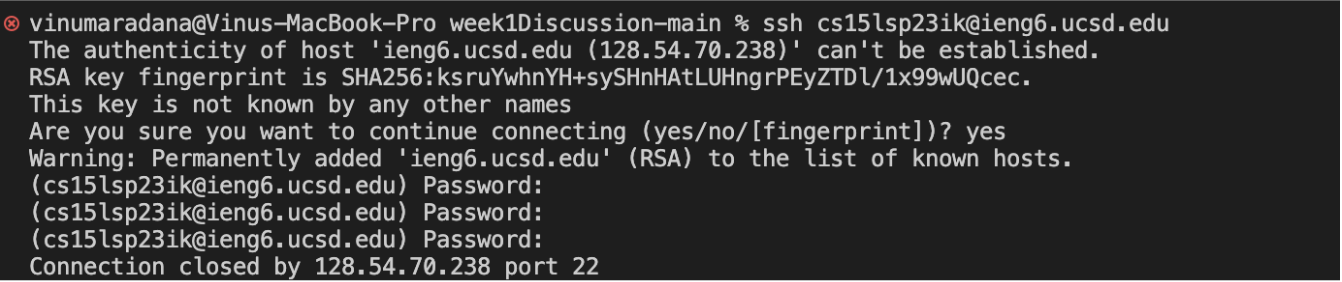 vinumaradana@Vinus-MacBook-Pro week1Discussion-main % ssh cs15lsp23ik@ieng6.ucsd.edu
The authenticity of host 'ieng6.ucsd.edu (128.54.70.238)' can't be established.
RSA key fingerprint is SHA256:ksruYwhnYH+sySHnHAtLUHngrPEyZTDl/1x99wUQcec.
This key is not known by any other names
Are you sure you want to continue connecting (yes/no/[fingerprint])? yes
Warning: Permanently added 'ieng6.ucsd.edu' (RSA) to the list of known hosts.
(cs15lsp23ik@ieng6.ucsd.edu) Password:
(cs15lsp23ik@ieng6.ucsd.edu) Password:
(cs15lsp23ik@ieng6.ucsd.edu) Password:
Connection closed by 128.54.70.238 port 22